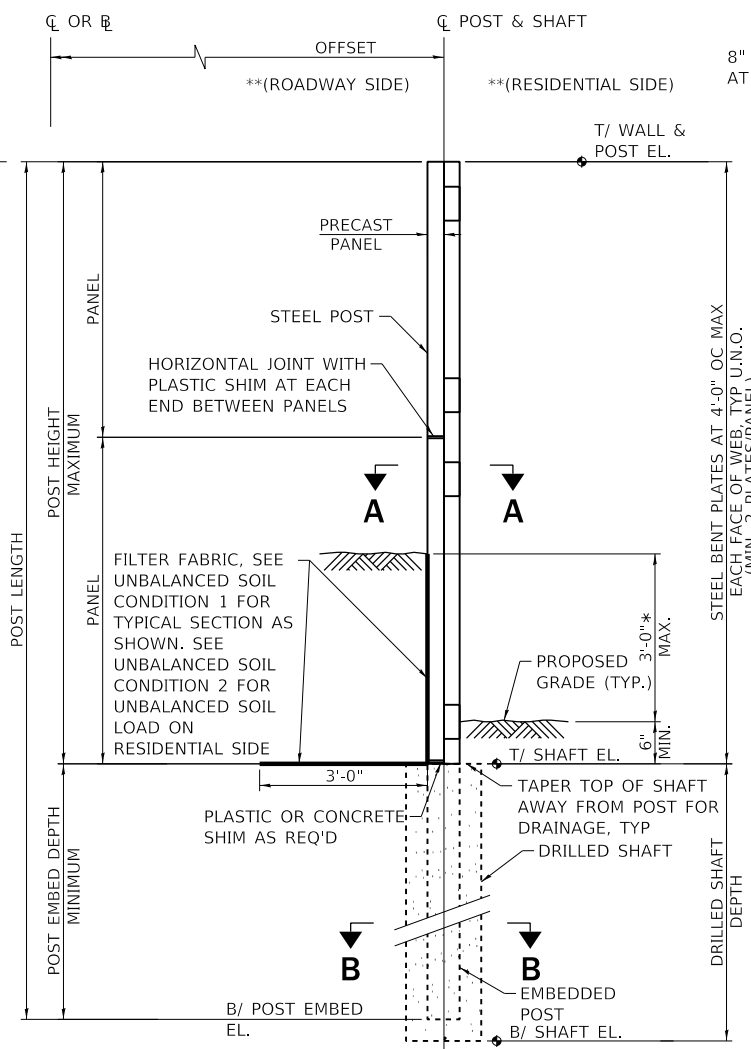 ℄ OR B̵L
℄ POST & SHAFT
OFFSET
8"
AT
**(ROADWAY SIDE)
**(RESIDENTIAL SIDE)
T/ WALL &
POST EL.
PRECAST
PANEL
PANEL
STEEL POST
HORIZONTAL JOINT WITH
PLASTIC SHIM AT EACH
END BETWEEN PANELS
POST HEIGHT
MAXIMUM
POST LENGTH
A
A
STEEL BENT PLATES AT 4'-0" OC MAX
EACH FACE OF WEB, TYP U.N.O.
(MIN. 2 PLATES/PANEL)
PANEL
FILTER FABRIC, SEE
UNBALANCED SOIL
CONDITION 1 FOR
TYPICAL SECTION AS
SHOWN. SEE
UNBALANCED SOIL
CONDITION 2 FOR
UNBALANCED SOIL
LOAD ON
RESIDENTIAL SIDE
3'-0"*
MAX.
PROPOSED
GRADE (TYP.)
6"
MIN.
T/ SHAFT EL.
3'-0"
PLASTIC OR CONCRETE
SHIM AS REQ'D
TAPER TOP OF SHAFT
AWAY FROM POST FOR
DRAINAGE, TYP
DRILLED SHAFT
POST EMBED DEPTH
MINIMUM
DRILLED SHAFT
DEPTH
B
B
EMBEDDED
POST
B/ POST EMBED
EL.
B/ SHAFT EL.